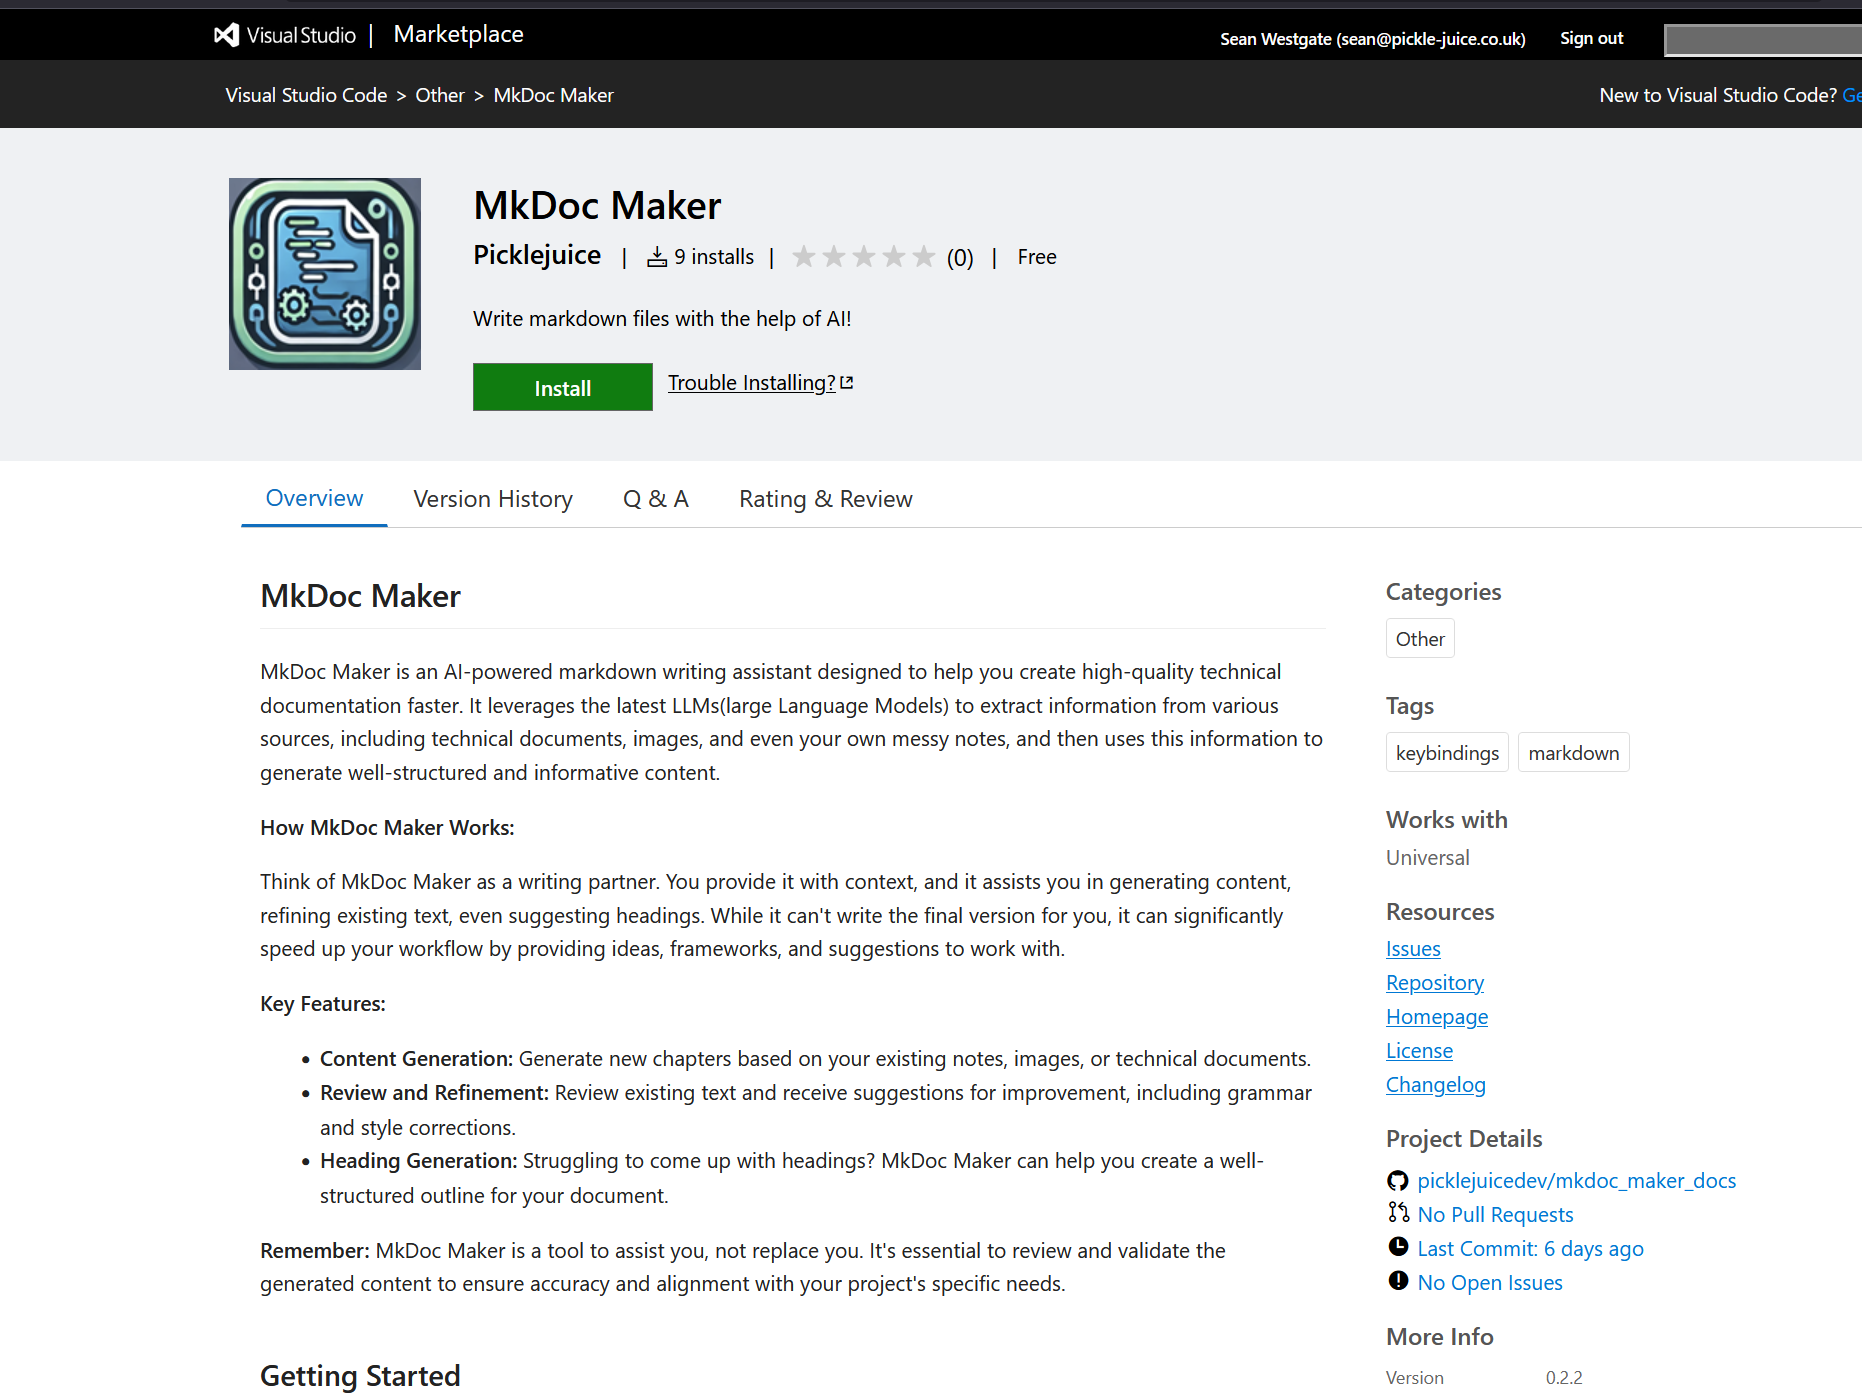 Visual Studio | Marketplace
Sean Westgate (sean@pickle-juice.co.uk) Sign out
Visual Studio Code > Other > MkDoc Maker
New to Visual Studio Code? Ge
MkDoc Maker
Picklejuice | 9 installs | (0) | Free
Write markdown files with the help of AI!
Install Trouble Installing?
Overview Version History Q & A Rating & Review
MkDoc Maker
MkDoc Maker is an AI-powered markdown writing assistant designed to help you create high-quality technical
documentation faster. It leverages the latest LLMs(large Language Models) to extract information from various
sources, including technical documents, images, and even your own messy notes, and then uses this information to
generate well-structured and informative content.
How MkDoc Maker Works:
Think of MkDoc Maker as a writing partner. You provide it with context, and it assists you in generating content,
refining existing text, even suggesting headings. While it can't write the final version for you, it can significantly
speed up your workflow by providing ideas, frameworks, and suggestions to work with.
Key Features:
• Content Generation: Generate new chapters based on your existing notes, images, or technical documents.
• Review and Refinement: Review existing text and receive suggestions for improvement, including grammar
and style corrections.
• Heading Generation: Struggling to come up with headings? MkDoc Maker can help you create a well-
structured outline for your document.
Remember: MkDoc Maker is a tool to assist you, not replace you. It's essential to review and validate the
generated content to ensure accuracy and alignment with your project's specific needs.
Getting Started
Categories
Other
Tags
keybindings markdown
Works with
Universal
Resources
Issues
Repository
Homepage
License
Changelog
Project Details
picklejuicedev/mkdoc_maker_docs
No Pull Requests
Last Commit: 6 days ago
No Open Issues
More Info
Version 0.2.2